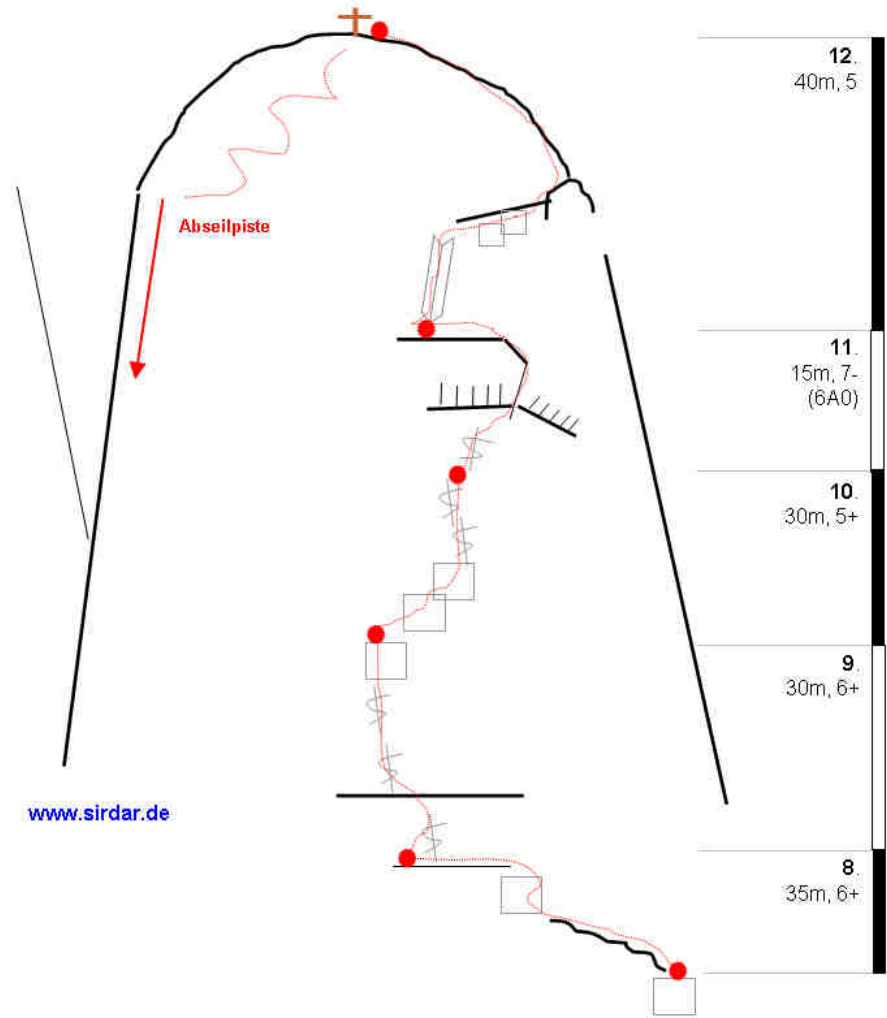 12.
40m, 5
Abseilpiste
11.
15m, 7-
(6A0)
10.
30m, 5+
9.
30m, 6+
www.sirdar.de
8.
35m, 6+